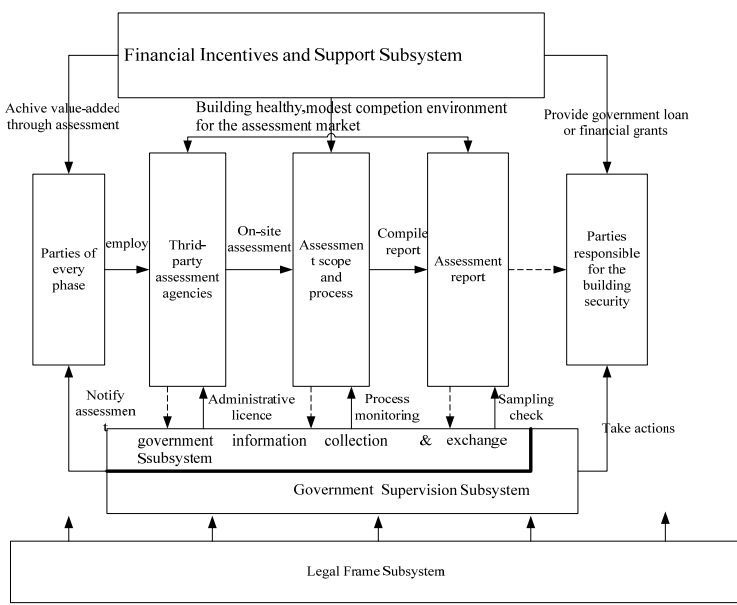 Financial Incentives and Support Subsystem
Achive value-added
through assessment
Building healthy,modest competion environment
for the assessment market
Provide government loan
or financial grants
Parties of
every
phase
employ
Thrid-
party
assessment
agencies
On-site
assessment
Assessmen
t scope
and
process
Compile
report
Assessment
report
Parties
responsible
for the
building
security
Notify
assessmen
t
Administrative
licence
Process
monitoring
Sampling
check
Take actions
government information collection & exchange
Ssubsystem
Government Supervision Subsystem
Legal Frame Subsystem